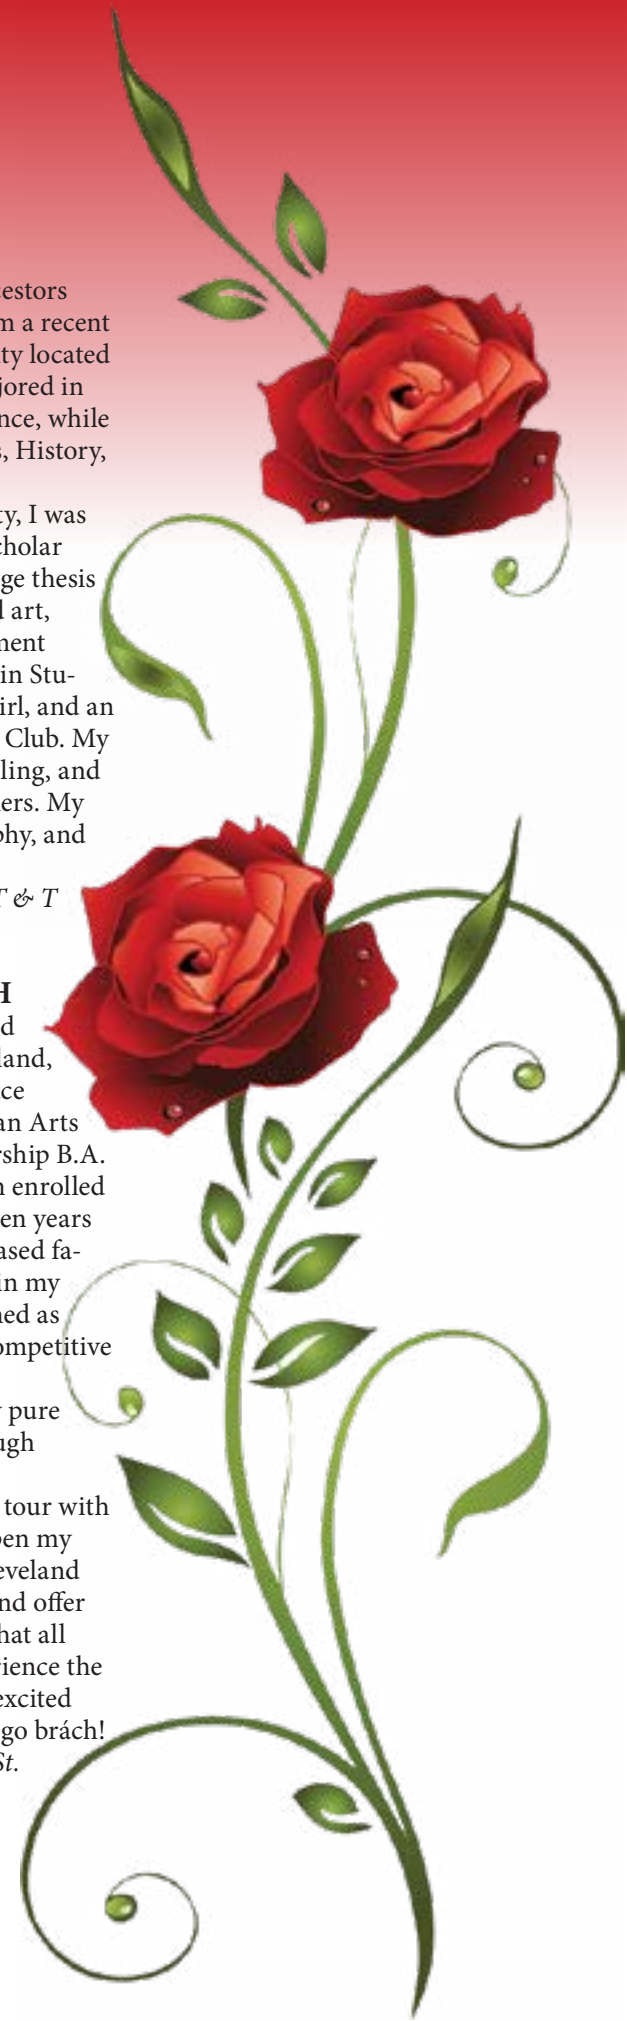 estors
m a recent
ity located
jored in
nce, while
s, History,
ty, I was
cholar
ge thesis
d art,
ment
in Stu-
irl, and an
Club. My
ling, and
ers. My
phy, and
T & T
H
d
land,
ce
an Arts
rship B.A.
n enrolled
en years
ased fa-
in my
ned as
ompetitive
y pure
ugh
tour with
pen my
eveland
nd offer
hat all
rience the
excited
go brách!
St.